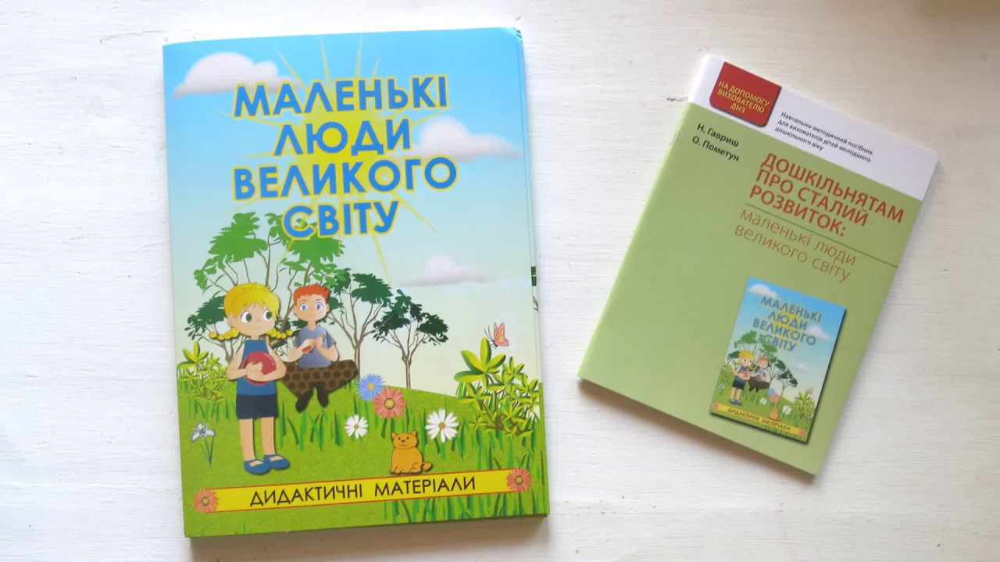 МАЛЕНЬКІ
ЛЮДИ
ВЕЛИКОГО
СВІТУ
ДИДАКТИЧНІ МАТЕРІАЛИ
НА ДОПОМОГУ
ВИХОВАТЕЛЮ
ДНЗ
Навчально-методичний посібник
для вихователів дітей молодшого
дошкільного віку
Н. Гавриш
О. Пометун
ДОШКІЛЬНЯТАМ
ПРО СТАЛИЙ
РОЗВИТОК:
маленькі люди
великого світу
МАЛЕНЬКІ
ЛЮДИ
ВЕЛИКОГО
СВІТУ
ДИДАКТИЧНІ МАТЕРІАЛИ